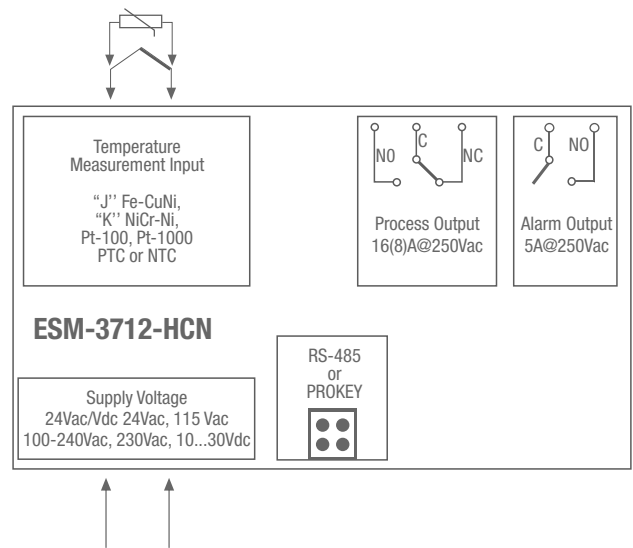 Temperature
Measurement Input
“J’’ Fe-CuNi,
“K’’ NiCr-Ni,
Pt-100, Pt-1000
PTC or NTC
N0
C
NC
Process Output
16(8)A@250Vac
C
NO
Alarm Output
5A@250Vac
ESM-3712-HCN
RS-485
or
PROKEY
Supply Voltage
24Vac/Vdc 24Vac, 115 Vac
100-240Vac, 230Vac, 10...30Vdc